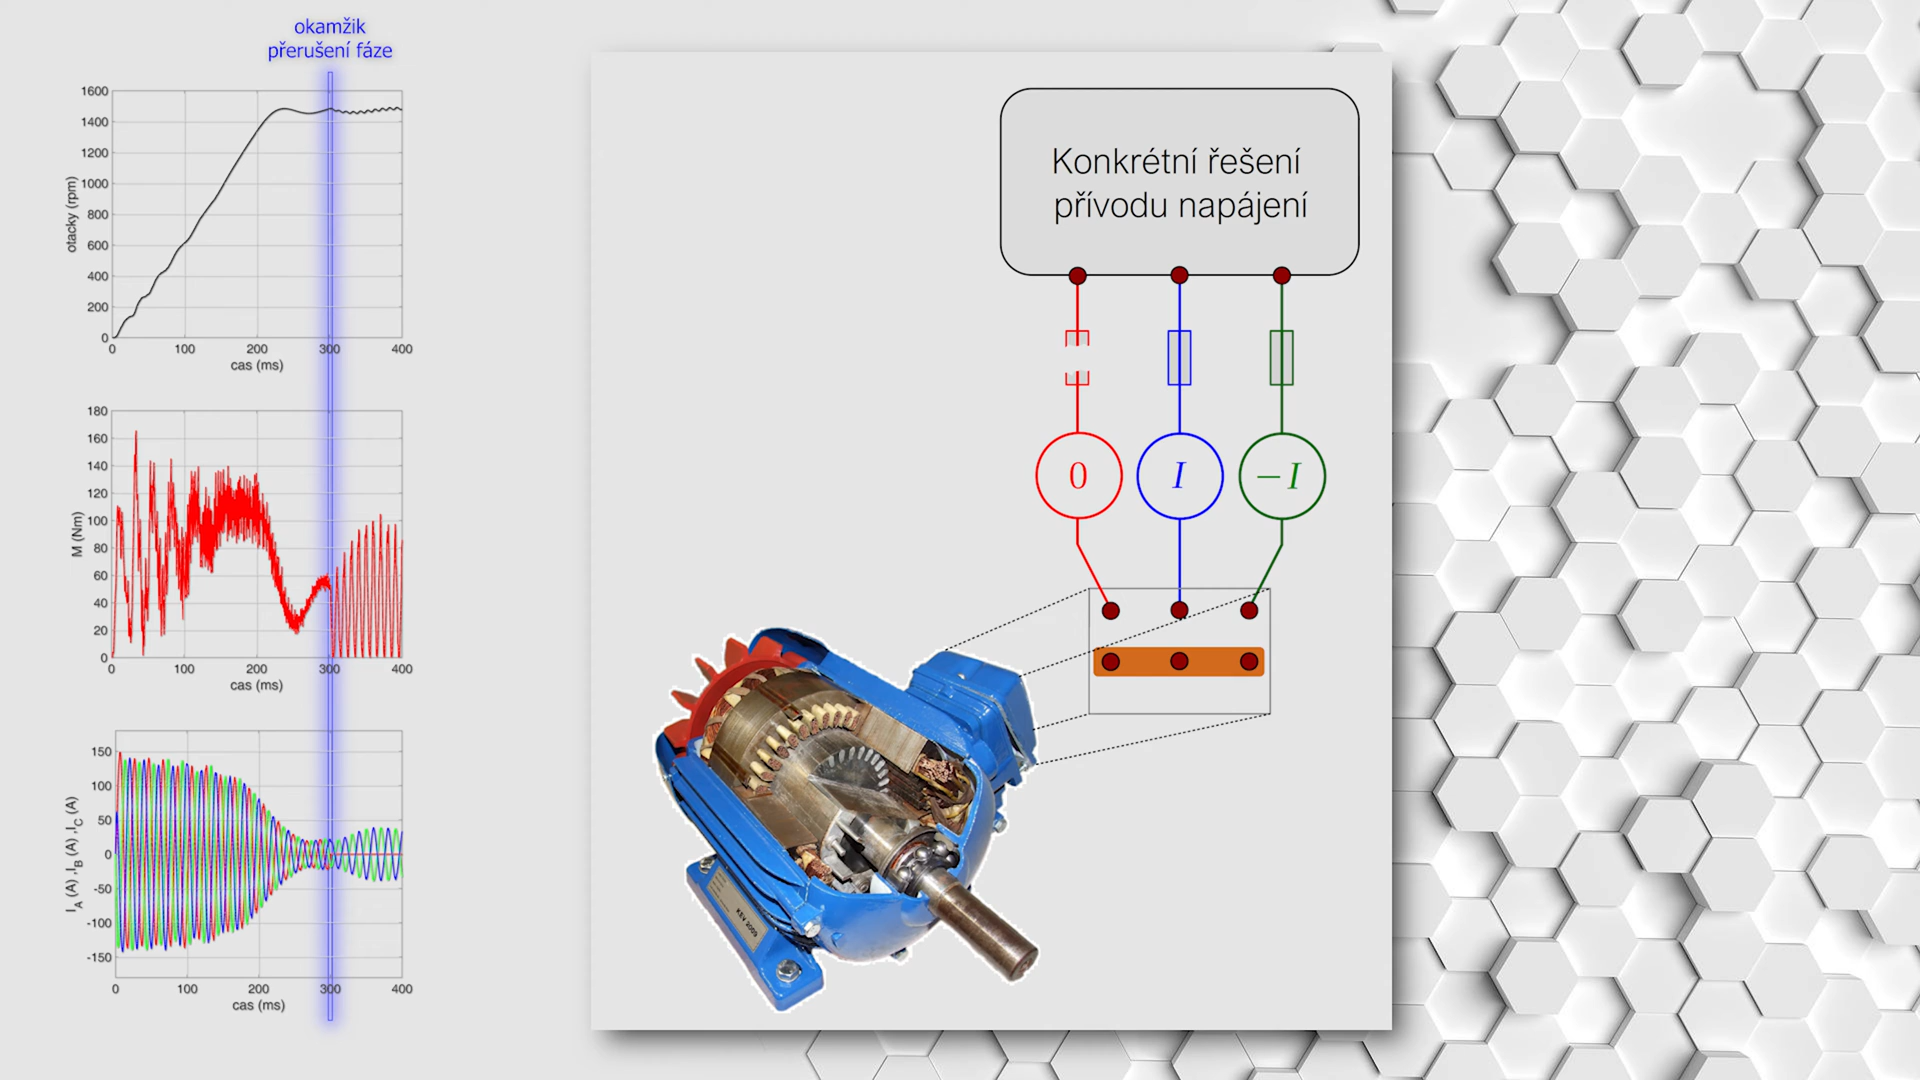 okamžik
přerušení fáze
1600
1400
1200
1000
800
600
400
200
0
otacky (rpm)
0 100 200 300 400
cas (ms)
180
160
140
120
100
80
60
40
20
0
M (Nm)
0 100 200 300 400
cas (ms)
150
100
50
0
-50
-100
-150
I_A (A) ,I_B (A) ,I_C (A)
0 100 200 300 400
cas (ms)
Konkrétní řešení
přívodu napájení
0 I −I
KEV 2009